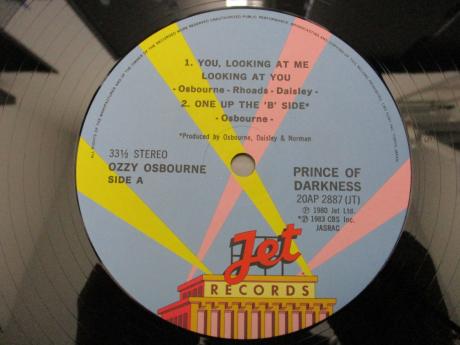 1. YOU, LOOKING AT ME
LOOKING AT YOU
- Osbourne - Rhoads - Daisley -
2. ONE UP THE 'B' SIDE*
- Osbourne -
*Produced by Osbourne, Daisley & Norman
33⅓ STEREO
OZZY OSBOURNE
SIDE A
PRINCE OF
DARKNESS
20AP 2887 (JT)
Ⓟ 1980 Jet Ltd.
*Ⓟ 1983 CBS Inc.
JASRAC
Jet
RECORDS